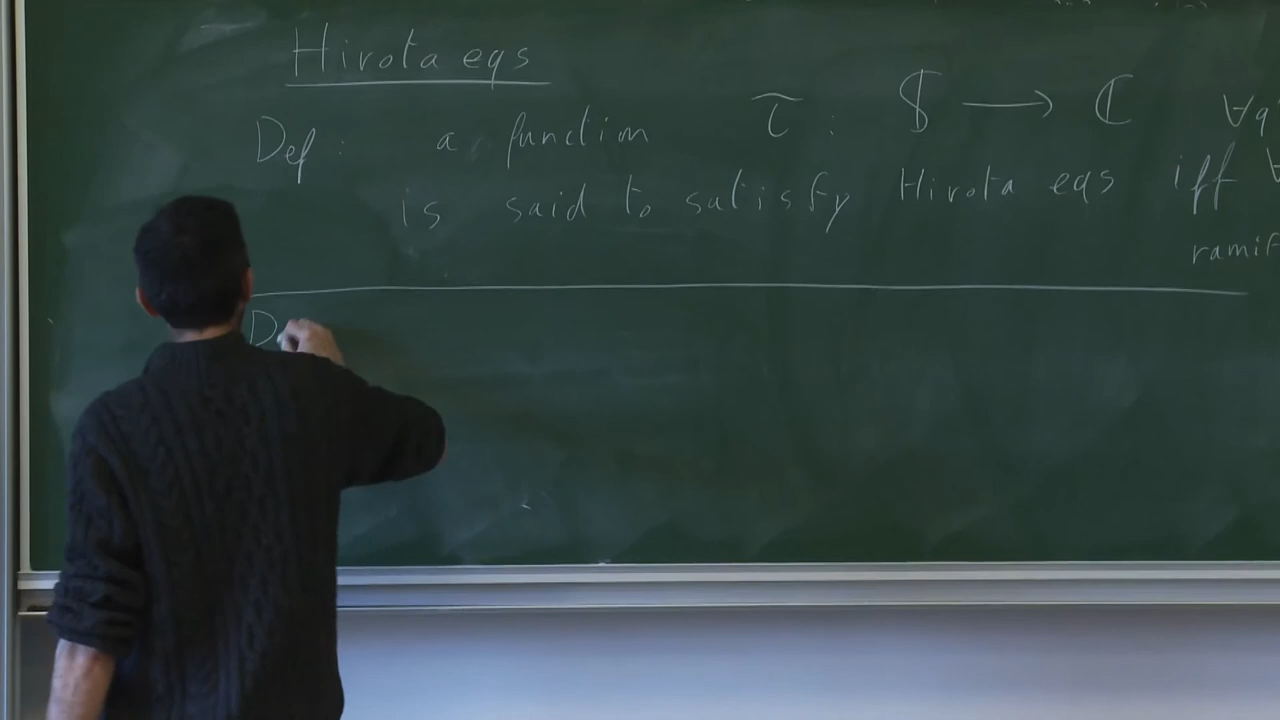 Hirota eqs
Def : a function τ : $ → ℂ ∀q
is said to satisfy Hirota eqs iff ∀
ramif
D